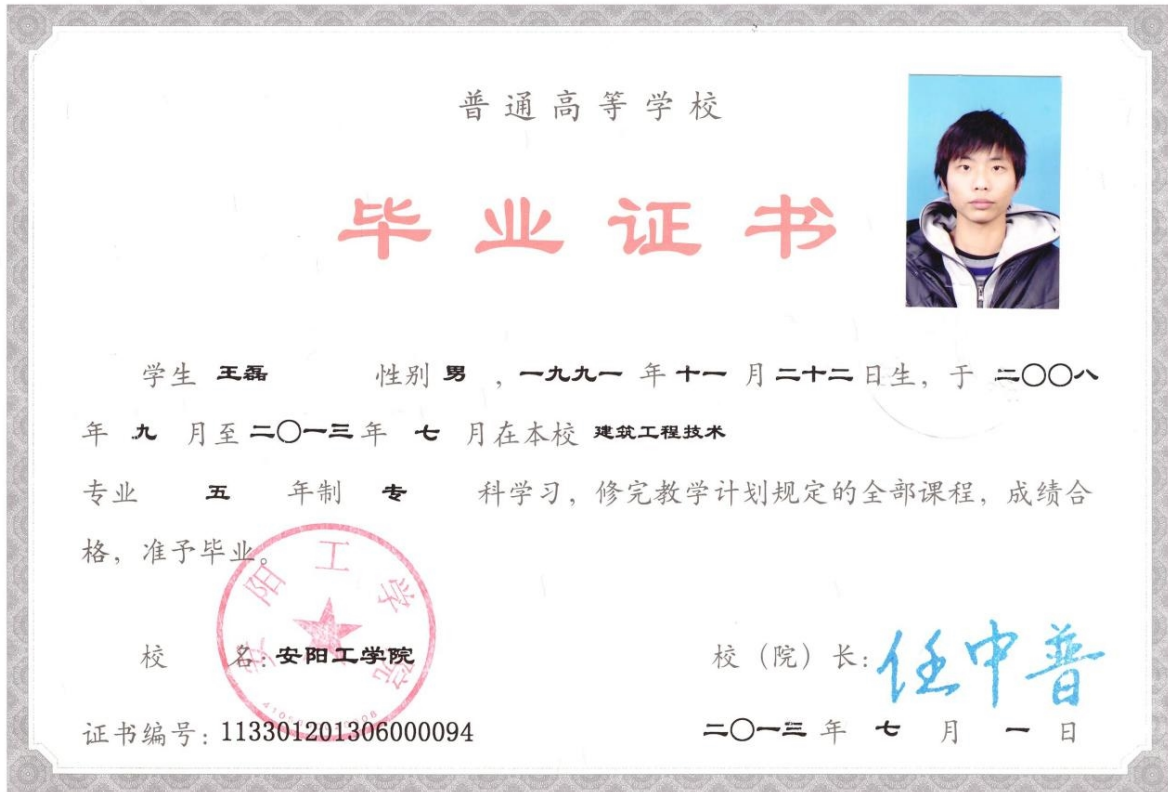 普通高等学校
毕业证书
学生 王磊 性别 男 ，一九九一 年 十一 月 二十二 日生，于 二〇〇八
年 九 月至 二〇一三 年 七 月在本校 建筑工程技术
专业 五 年制 专 科学习，修完教学计划规定的全部课程，成绩合
格，准予毕业。
安阳工学院
校 名：安阳工学院
校（院）长：任中普
证书编号：113301201306000094
二〇一三 年 七 月 一 日